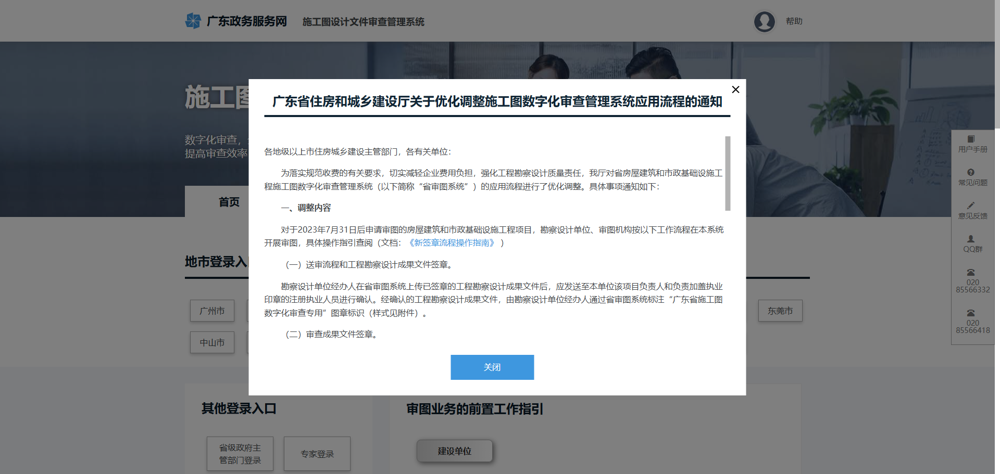 广东政务服务网 施工图设计文件审查管理系统 帮助
施工图
数字化审查，
提高审查效率
首页
广东省住房和城乡建设厅关于优化调整施工图数字化审查管理系统应用流程的通知
各地级以上市住房城乡建设主管部门，各有关单位：
为落实规范收费的有关要求，切实减轻企业费用负担，强化工程勘察设计质量责任，我厅对省房屋建筑和市政基础设施工
程施工图数字化审查管理系统（以下简称“省审图系统”）的应用流程进行了优化调整。具体事项通知如下：
一、调整内容
对于2023年7月31日后申请审图的房屋建筑和市政基础设施工程项目，勘察设计单位、审图机构按以下工作流程在本系统
开展审图，具体操作指引查阅（文档：《新签章流程操作指南》 ）
（一）送审流程和工程勘察设计成果文件签章。
勘察设计单位经办人在省审图系统上传已签章的工程勘察设计成果文件后，应发送至本单位该项目负责人和负责加盖执业
印章的注册执业人员进行确认。经确认的工程勘察设计成果文件，由勘察设计单位经办人通过省审图系统标注“广东省施工图
数字化审查专用”图章标识（样式见附件）。
（二）审查成果文件签章。
关闭
用户手册
常见问题
意见反馈
QQ群
020
85566332
020
85566418
地市登录入
广州市
东莞市
中山市
其他登录入口
省级政府主
管部门登录
专家登录
审图业务的前置工作指引
建设单位